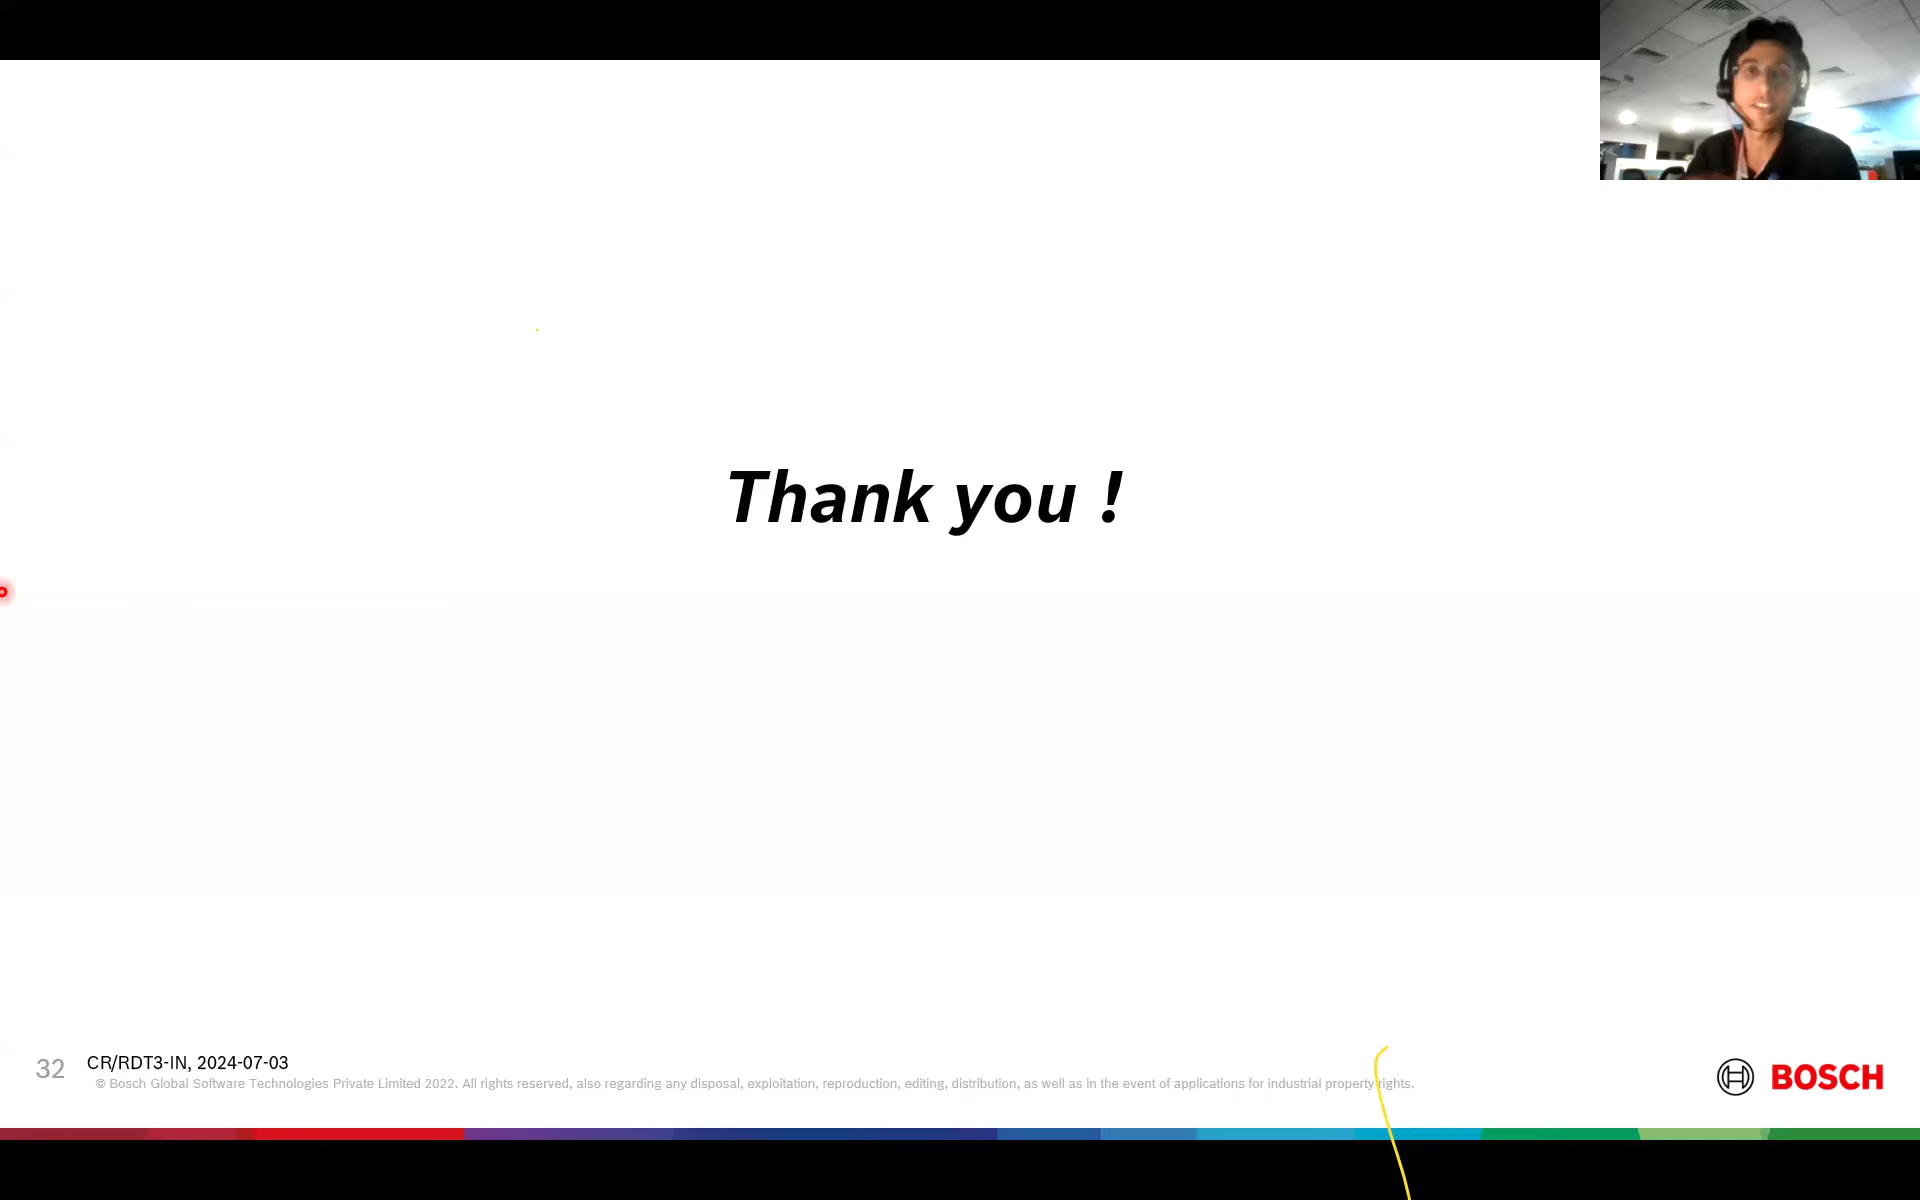 Thank you !
32
CR/RDT3-IN, 2024-07-03
© Bosch Global Software Technologies Private Limited 2022. All rights reserved, also regarding any disposal, exploitation, reproduction, editing, distribution, as well as in the event of applications for industrial property rights.
BOSCH